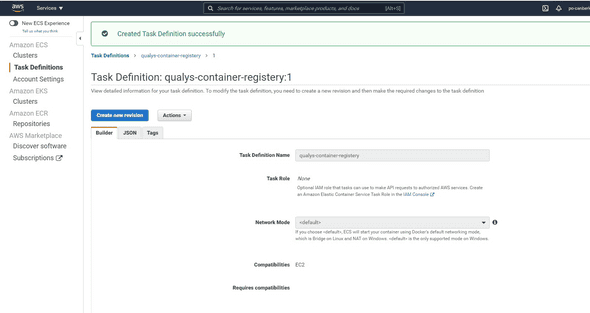 aws
Services
Search for services, features, marketplace products, and docs
[Alt+S]
New ECS Experience
Tell us what you think
Amazon ECS
Clusters
Task Definitions
Account Settings
Amazon EKS
Clusters
Amazon ECR
Repositories
AWS Marketplace
Discover software
Subscriptions
Created Task Definition successfully
Task Definitions > qualys-container-registery > 1
Task Definition: qualys-container-registery:1
View detailed information for your task definition. To modify the task definition, you need to create a new revision and then make the required changes to the task definition
Create new revision
Actions
Builder
JSON
Tags
Task Definition Name
qualys-container-registery
Task Role
None
Optional IAM role that tasks can use to make API requests to authorized AWS services. Create
an Amazon Elastic Container Service Task Role in the IAM Console
Network Mode
<default>
If you choose <default>, ECS will start your container using Docker's default networking mode,
which is Bridge on Linux and NAT on Windows. <default> is the only supported mode on Windows.
Compatibilities
EC2
Requires compatibilities